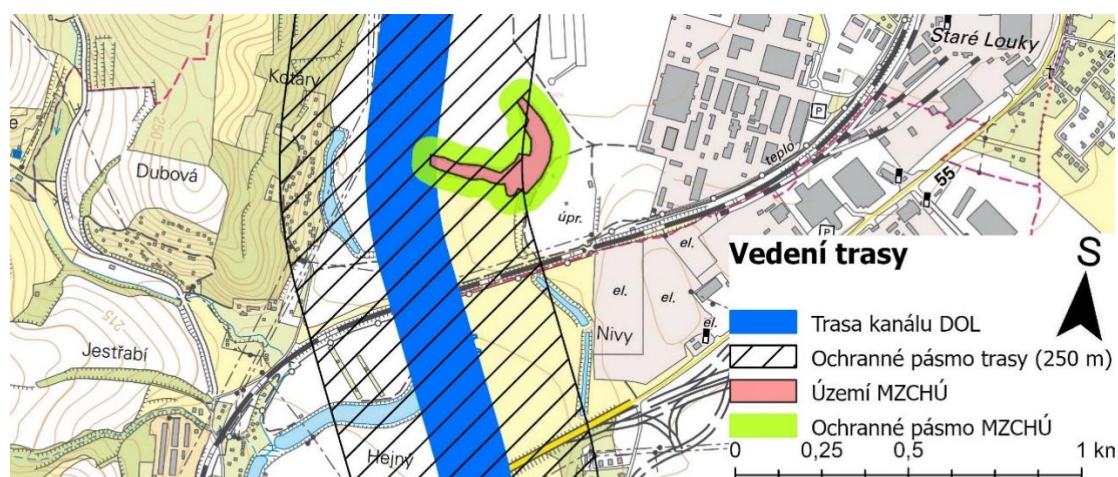 Staré Louky
Kotáry
250
Dubová
teplo
P
55
úpr.
el.
P
el.
el.
el.
Nivy
Jestřabí
215
Hejný
e
Vedení trasy
S
Trasa kanálu DOL
Ochranné pásmo trasy (250 m)
Území MZCHÚ
Ochranné pásmo MZCHÚ
0
0,25
0,5
1 km